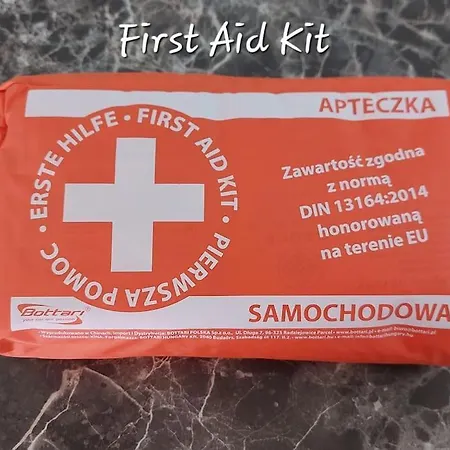 First Aid Kit
APTECZKA
ERSTE HILFE • FIRST AID KIT • PIERWSZA POMOC •
Zawartość zgodna
z normą
DIN 13164:2014
honorowaną
na terenie EU
Bottari
SAMOCHODOWA